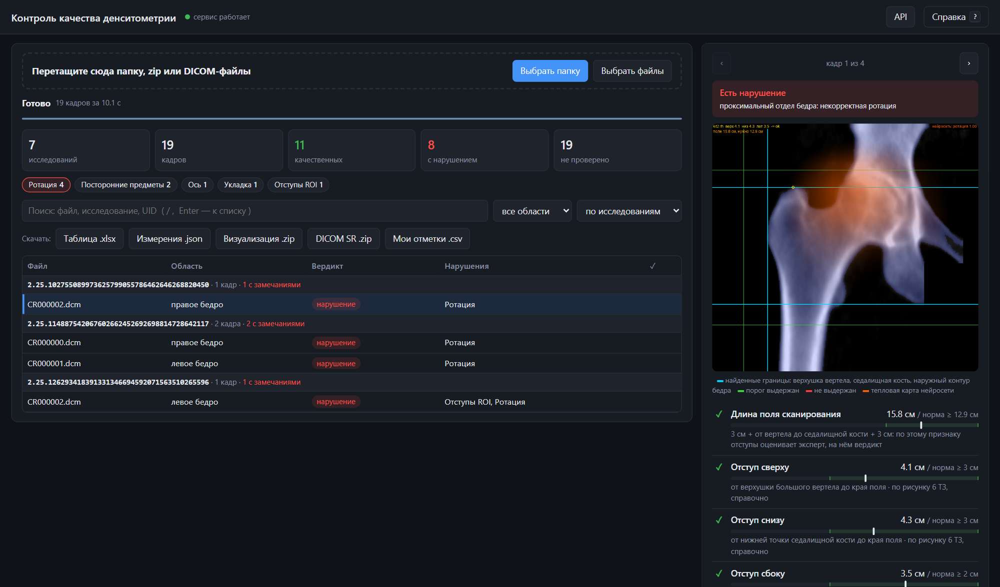 Контроль качества денситометрии
сервис работает
API
Справка ?
Перетащите сюда папку, zip или DICOM-файлы
Выбрать папку
Выбрать файлы
Готово 19 кадров за 10.1 с
7
исследований
19
кадров
11
качественных
8
с нарушением
19
не проверено
Ротация 4
Посторонние предметы 2
Ось 1
Укладка 1
Отступы ROI 1
Поиск: файл, исследование, UID ( / , Enter — к списку )
все области
по исследованиям
Скачать:
Таблица .xlsx
Измерения .json
Визуализация .zip
DICOM SR .zip
Мои отметки .csv
Файл Область Вердикт Нарушения ✓
2.25.102755089973625799055786462646268820450 · 1 кадр · 1 с замечаниями
CR000002.dcm правое бедро нарушение Ротация
2.25.114887542067602662452692698814728642117 · 2 кадра · 2 с замечаниями
CR000000.dcm правое бедро нарушение Ротация
CR000001.dcm левое бедро нарушение Ротация
2.25.126293418391331346694592071563510265596 · 1 кадр · 1 с замечаниями
CR000002.dcm левое бедро нарушение Отступы ROI, Ротация
‹
кадр 1 из 4
›
Есть нарушение
проксимальный отдел бедра: некорректная ротация
kit2 rh верх 4.1 низ 4.3 лат 3.5 -> ok
поле 15.8 см, нужно 12.9 см
нейросеть: ротация 1.00
найденные границы: верхушка вертела, седалищная кость, наружный контур
бедра порог выдержан не выдержан тепловая карта нейросети
✓ Длина поля сканирования 15.8 см / норма ≥ 12.9 см
3 см + от вертела до седалищной кости + 3 см: по этому признаку
отступы оценивает эксперт, на нём вердикт
✓ Отступ сверху 4.1 см / норма ≥ 3 см
от верхушки большого вертела до края поля · по рисунку 6 ТЗ,
справочно
✓ Отступ снизу 4.3 см / норма ≥ 3 см
от нижней точки седалищной кости до края поля · по рисунку 6 ТЗ,
справочно
✓ Отступ сбоку 3.5 см / норма ≥ 2 см